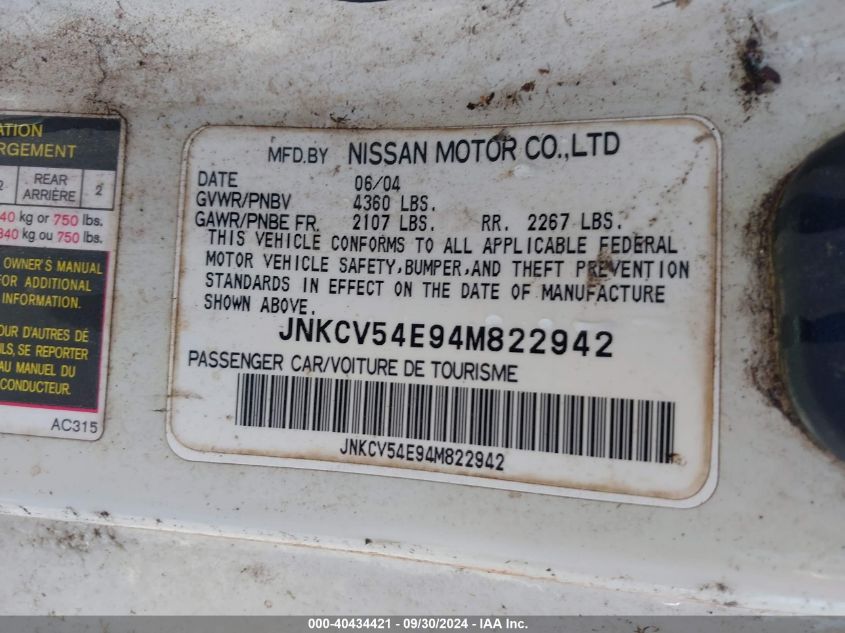 ATION
RGEMENT
2 REAR ARRIÈRE 2
340 kg or 750 lbs.
340 kg ou 750 lbs.
OWNER'S MANUAL
FOR ADDITIONAL
INFORMATION.
D'AUTRES DÉ
ILS, SE REPORTER
AU MANUEL DU
CONDUCTEUR.
AC315
MFD.BY NISSAN MOTOR CO.,LTD
DATE 06/04
GVWR/PNBV 4360 LBS.
GAWR/PNBE FR. 2107 LBS. RR. 2267 LBS.
THIS VEHICLE CONFORMS TO ALL APPLICABLE FEDERAL
MOTOR VEHICLE SAFETY,BUMPER,AND THEFT PREVENTION
STANDARDS IN EFFECT ON THE DATE OF MANUFACTURE
SHOWN ABOVE.
JNKCV54E94M822942
PASSENGER CAR/VOITURE DE TOURISME
JNKCV54E94M822942
000-40434421 - 09/30/2024 - IAA Inc.